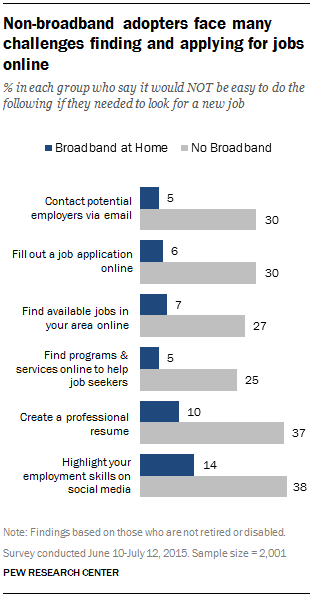 Non-broadband adopters face many
challenges finding and applying for jobs
online
% in each group who say it would NOT be easy to do the
following if they needed to look for a new job
Broadband at Home No Broadband
Contact potential
employers via email
5
30
Fill out a job application
online
6
30
Find available jobs in
your area online
7
27
Find programs &
services online to help
job seekers
5
25
Create a professional
resume
10
37
Highlight your
employment skills on
social media
14
38
Note: Findings based on those who are not retired or disabled.
Survey conducted June 10-July 12, 2015. Sample size = 2,001
PEW RESEARCH CENTER